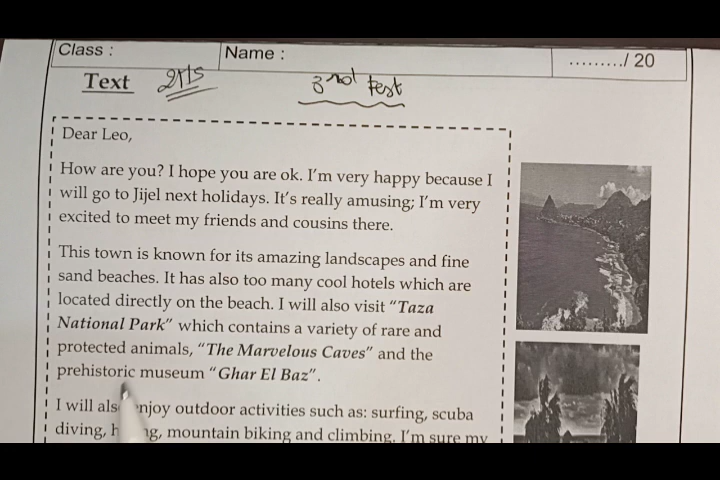 Class :
Name :
........./ 20
Text
3rd test
Dear Leo,
How are you? I hope you are ok. I'm very happy because I
will go to Jijel next holidays. It's really amusing; I'm very
excited to meet my friends and cousins there.
This town is known for its amazing landscapes and fine
sand beaches. It has also too many cool hotels which are
located directly on the beach. I will also visit "Taza
National Park" which contains a variety of rare and
protected animals, "The Marvelous Caves" and the
prehistoric museum "Ghar El Baz".
I will njoy outdoor activities such as: surfing, scuba
diving, mountain biking and climbing. I'm sure my